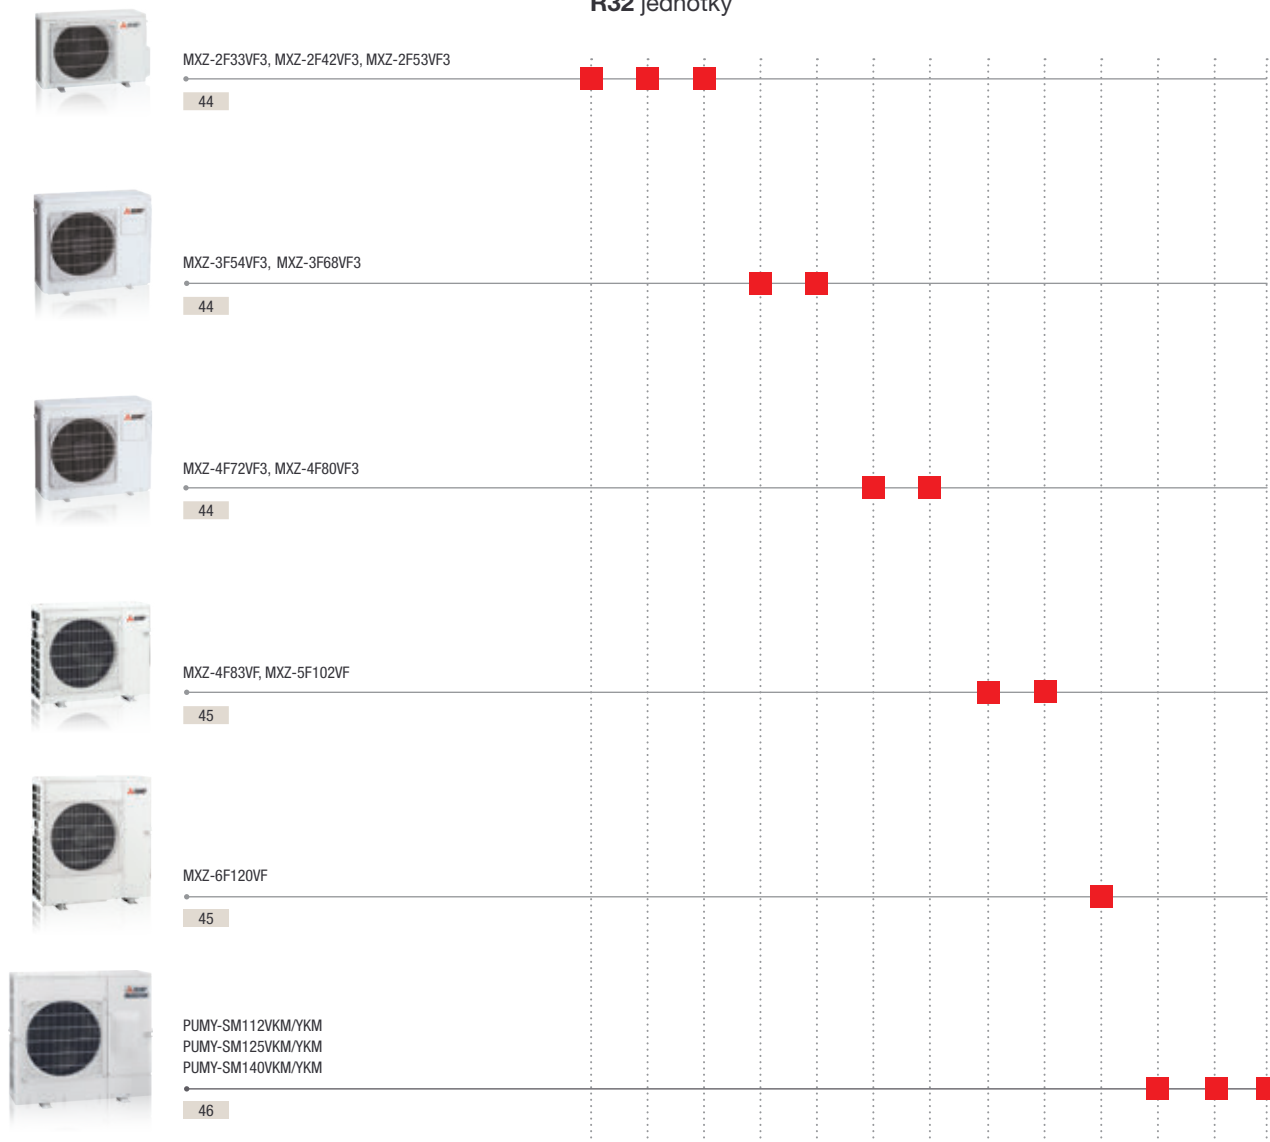 R32 jednotky
MXZ-2F33VF3, MXZ-2F42VF3, MXZ-2F53VF3
44
MXZ-3F54VF3, MXZ-3F68VF3
44
MXZ-4F72VF3, MXZ-4F80VF3
44
MXZ-4F83VF, MXZ-5F102VF
45
MXZ-6F120VF
45
PUMY-SM112VKM/YKM
PUMY-SM125VKM/YKM
PUMY-SM140VKM/YKM
46